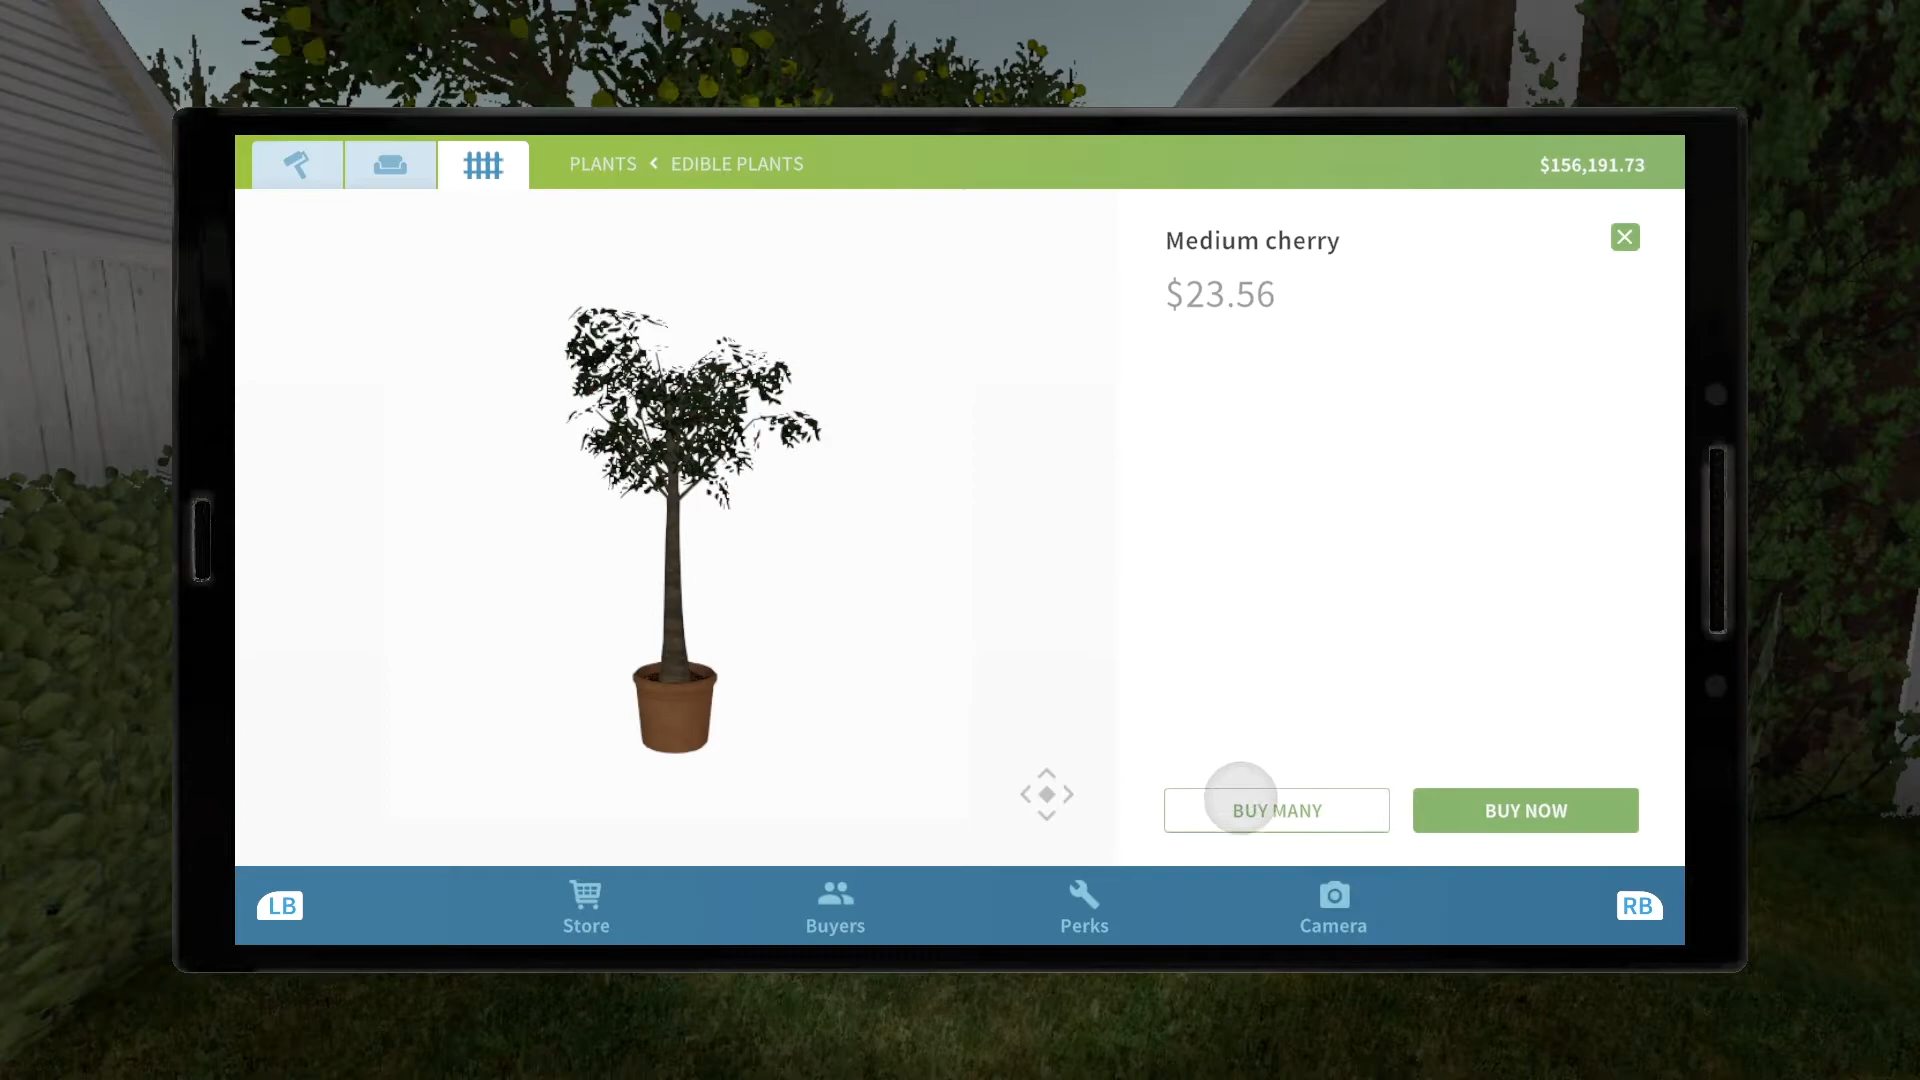 PLANTS < EDIBLE PLANTS
$156,191.73
Medium cherry
$23.56
BUY MANY
BUY NOW
LB
Store
Buyers
Perks
Camera
RB